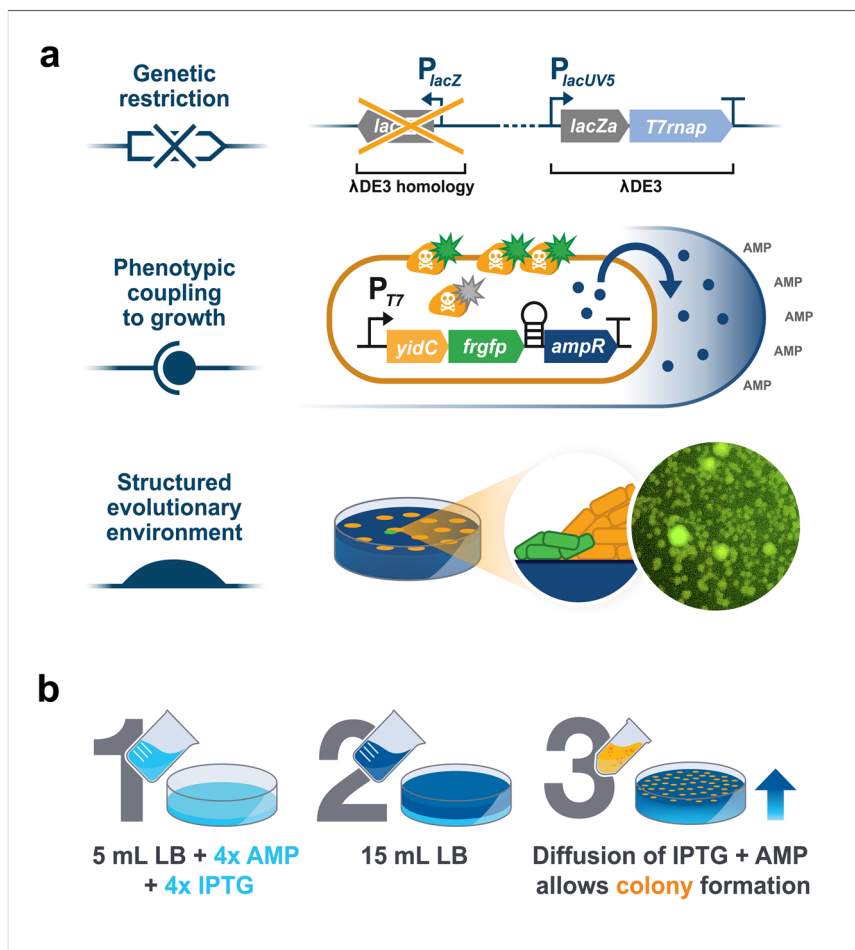 a
Genetic
restriction
PlacZ
PlacUV5
lac
lacZa
T7rnap
λDE3 homology
λDE3
Phenotypic
coupling
to growth
PT7
yidC
frgfp
ampR
AMP
AMP
AMP
AMP
AMP
Structured
evolutionary
environment
b
1
5 mL LB + 4x AMP
+ 4x IPTG
2
15 mL LB
3
Diffusion of IPTG + AMP
allows colony formation